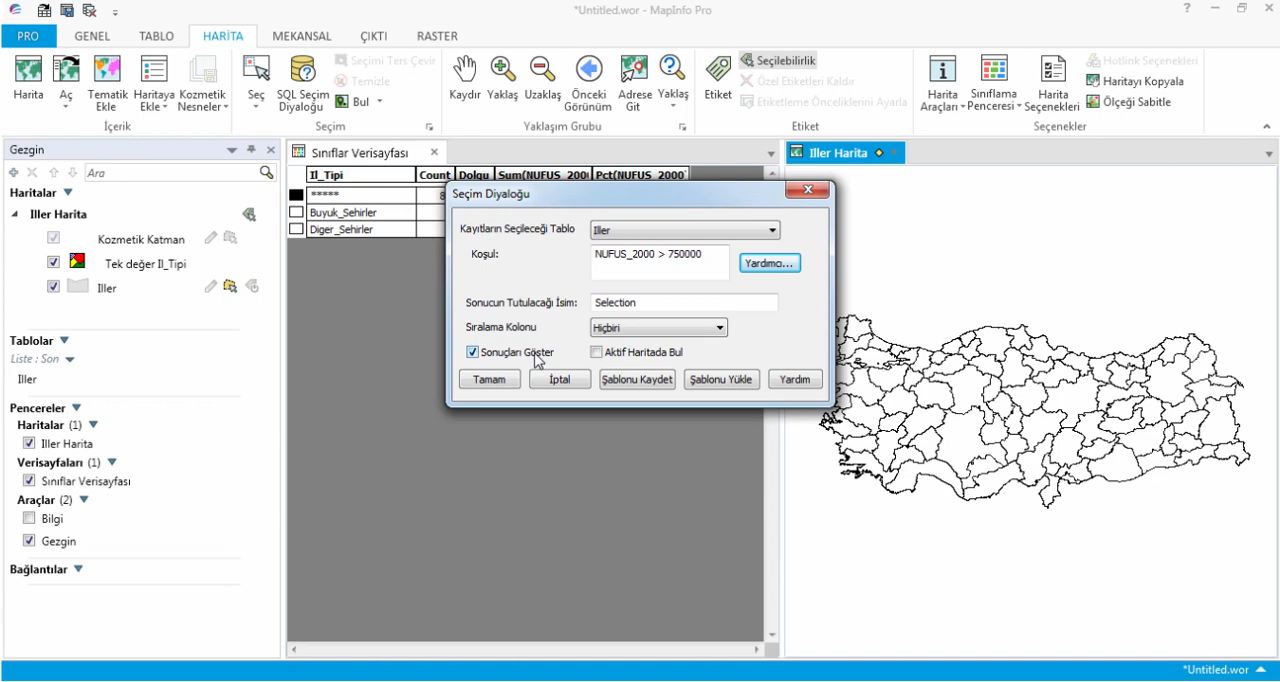 *Untitled.wor - MapInfo Pro
PRO GENEL TABLO HARİTA MEKANSAL ÇIKTI RASTER
Harita
Aç
Tematik Ekle
Haritaya Ekle
Kozmetik Nesneler
İçerik
Seç
SQL Seçim Diyaloğu
Seçimi Ters Çevir
Temizle
Bul
Seçim
Kaydır
Yaklaş
Uzaklaş
Önceki Görünüm
Adrese Git
Yaklaş
Yaklaşım Grubu
Etiket
Seçilebilirlik
Özel Etiketleri Kaldır
Etiketleme Önceliklerini Ayarla
Etiket
Harita Araçları
Sınıflama Penceresi
Harita Seçenekleri
Hotlink Seçenekleri
Haritayı Kopyala
Ölçeği Sabitle
Seçenekler
Gezgin
Ara
Haritalar
Iller Harita
Kozmetik Katman
Tek değer Il_Tipi
Iller
Tablolar
Liste : Son
Iller
Pencereler
Haritalar (1)
Iller Harita
Verisayfaları (1)
Sınıflar Verisayfası
Araçlar (2)
Bilgi
Gezgin
Bağlantılar
Sınıflar Verisayfası
Il_Tipi Count Dolgu Sum(NUFUS_200( Pct(NUFUS_2000
***** 8
Buyuk_Sehirler
Diger_Sehirler
Iller Harita
Seçim Diyaloğu
Kayıtların Seçileceği Tablo Iller
Koşul: NUFUS_2000 > 750000 Yardımcı...
Sonucun Tutulacağı İsim: Selection
Sıralama Kolonu Hiçbiri
Sonuçları Göster Aktif Haritada Bul
Tamam İptal Şablonu Kaydet Şablonu Yükle Yardım
*Untitled.wor